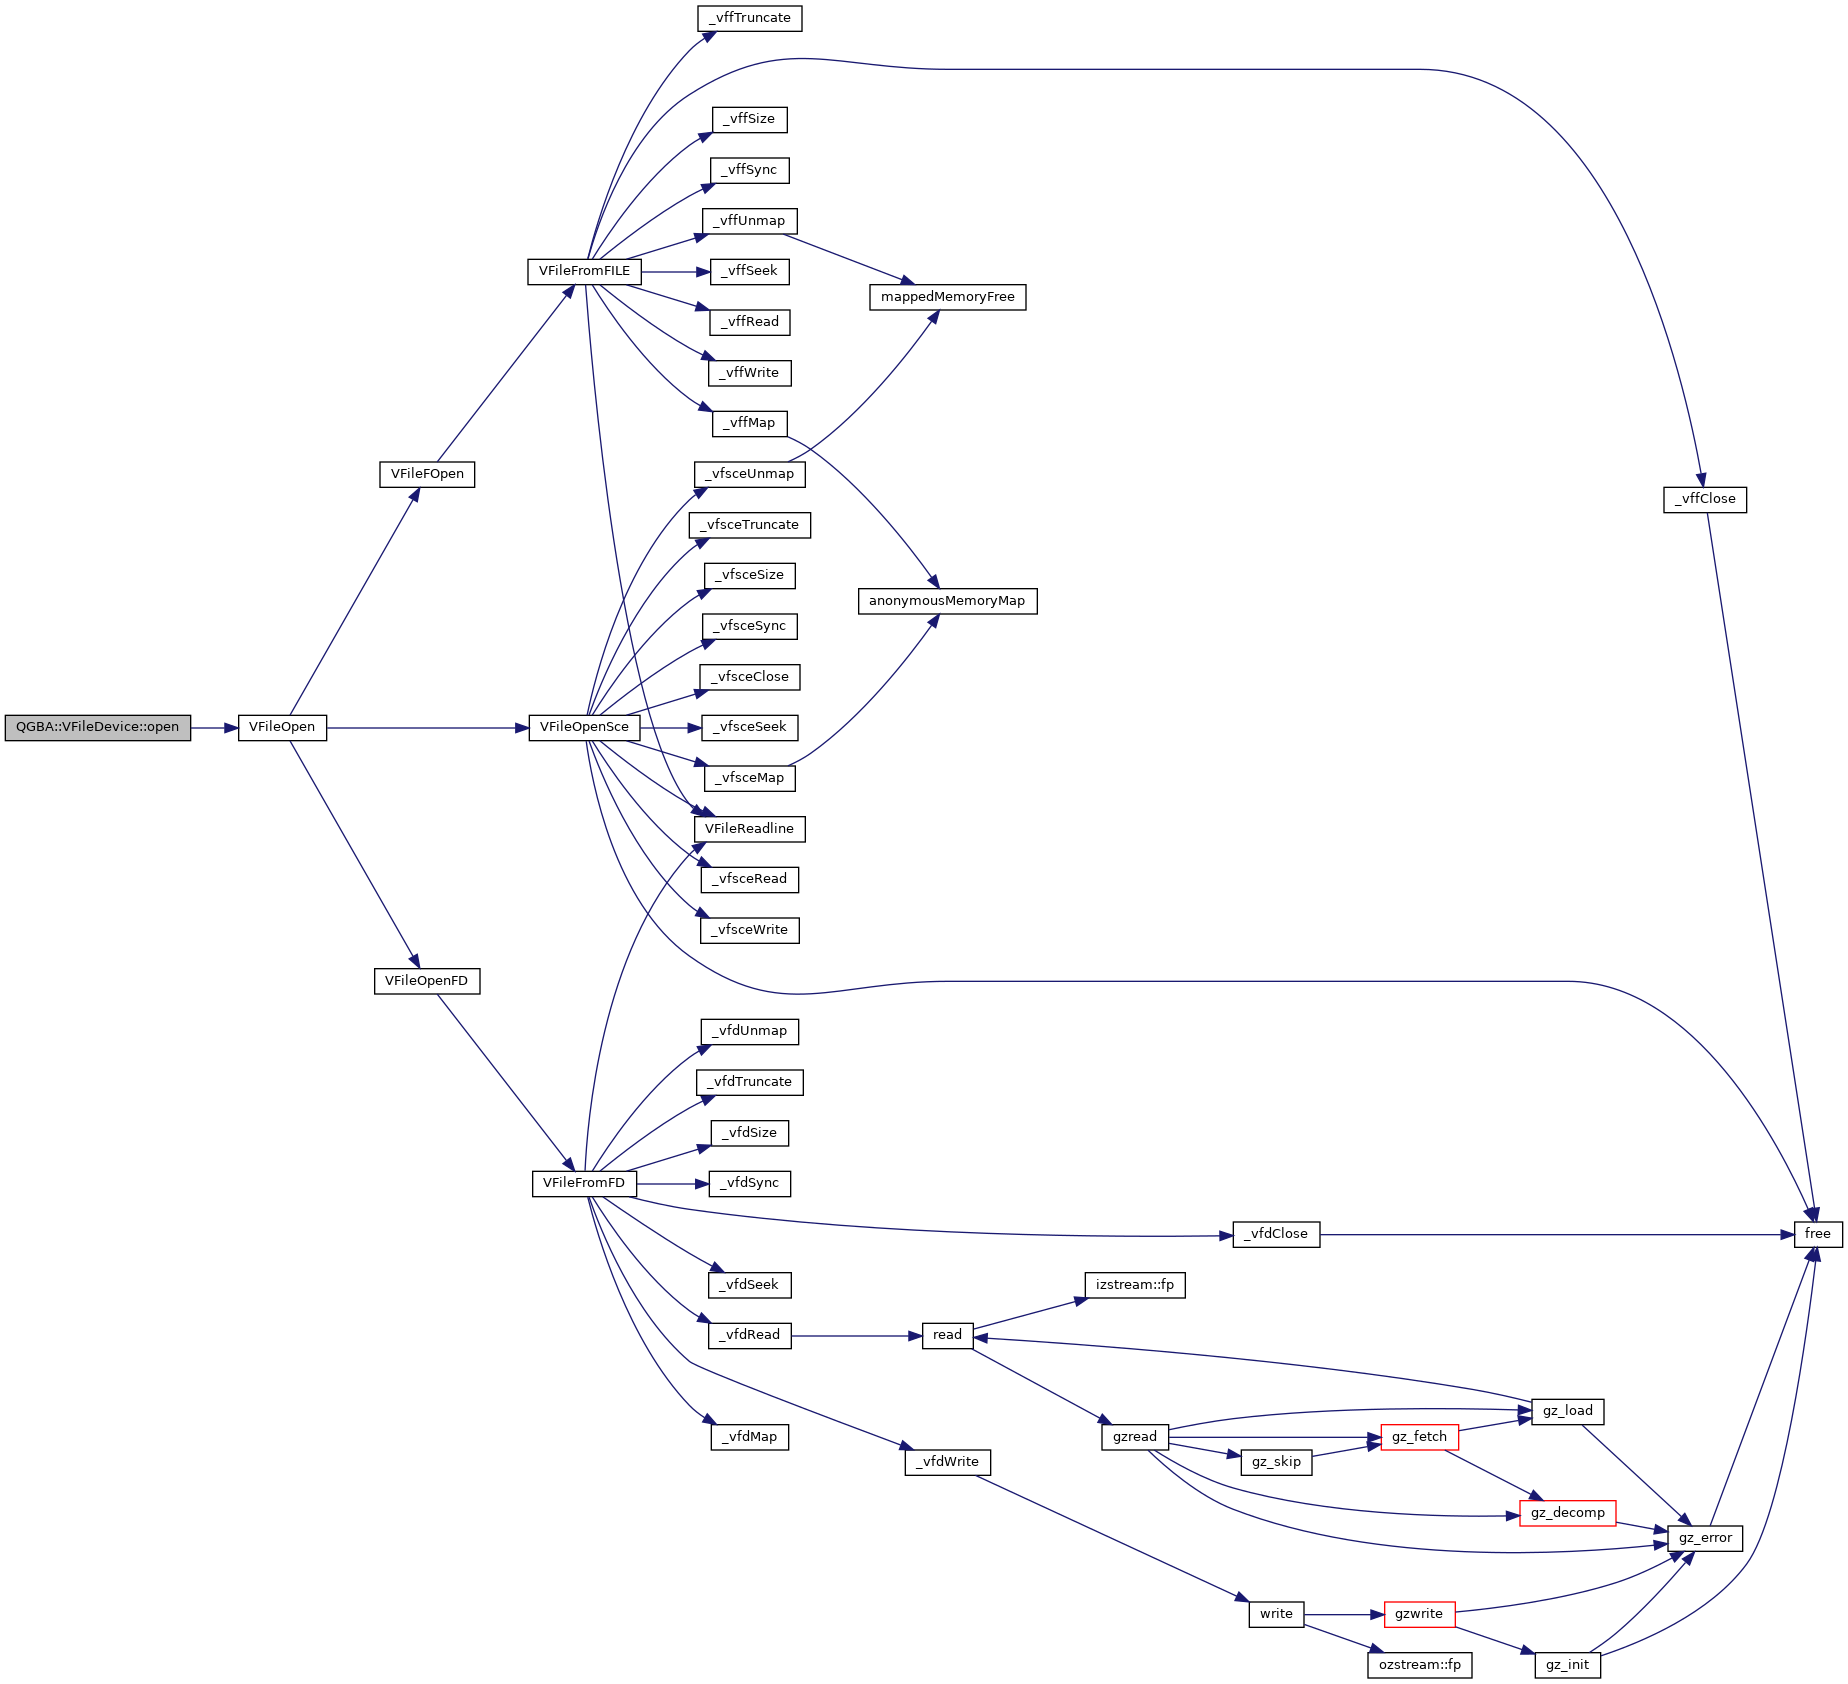 _vffTruncate
_vffSize
_vffSync
_vffUnmap
VFileFromFILE
_vffSeek
mappedMemoryFree
_vffRead
_vffWrite
_vffMap
VFileFOpen
_vfsceUnmap
_vffClose
_vfsceTruncate
_vfsceSize
anonymousMemoryMap
_vfsceSync
_vfsceClose
QGBA::VFileDevice::open
VFileOpen
VFileOpenSce
_vfsceSeek
_vfsceMap
VFileReadline
_vfsceRead
_vfsceWrite
VFileOpenFD
_vfdUnmap
_vfdTruncate
_vfdSize
VFileFromFD
_vfdSync
_vfdClose
free
_vfdSeek
izstream::fp
_vfdRead
read
gz_load
_vfdMap
gzread
gz_fetch
_vfdWrite
gz_skip
gz_decomp
gz_error
write
gzwrite
ozstream::fp
gz_init